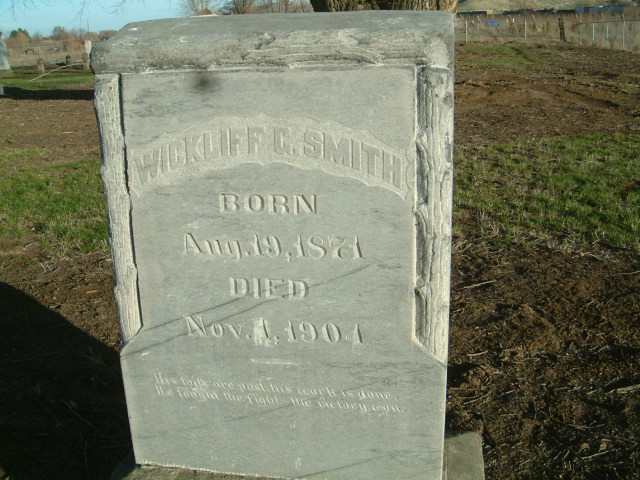 WICKLIFF C. SMITH
BORN
Aug. 19, 1874
DIED
Nov. 4, 1904
His toils are past his work is done,
He fought the fight the victory won.